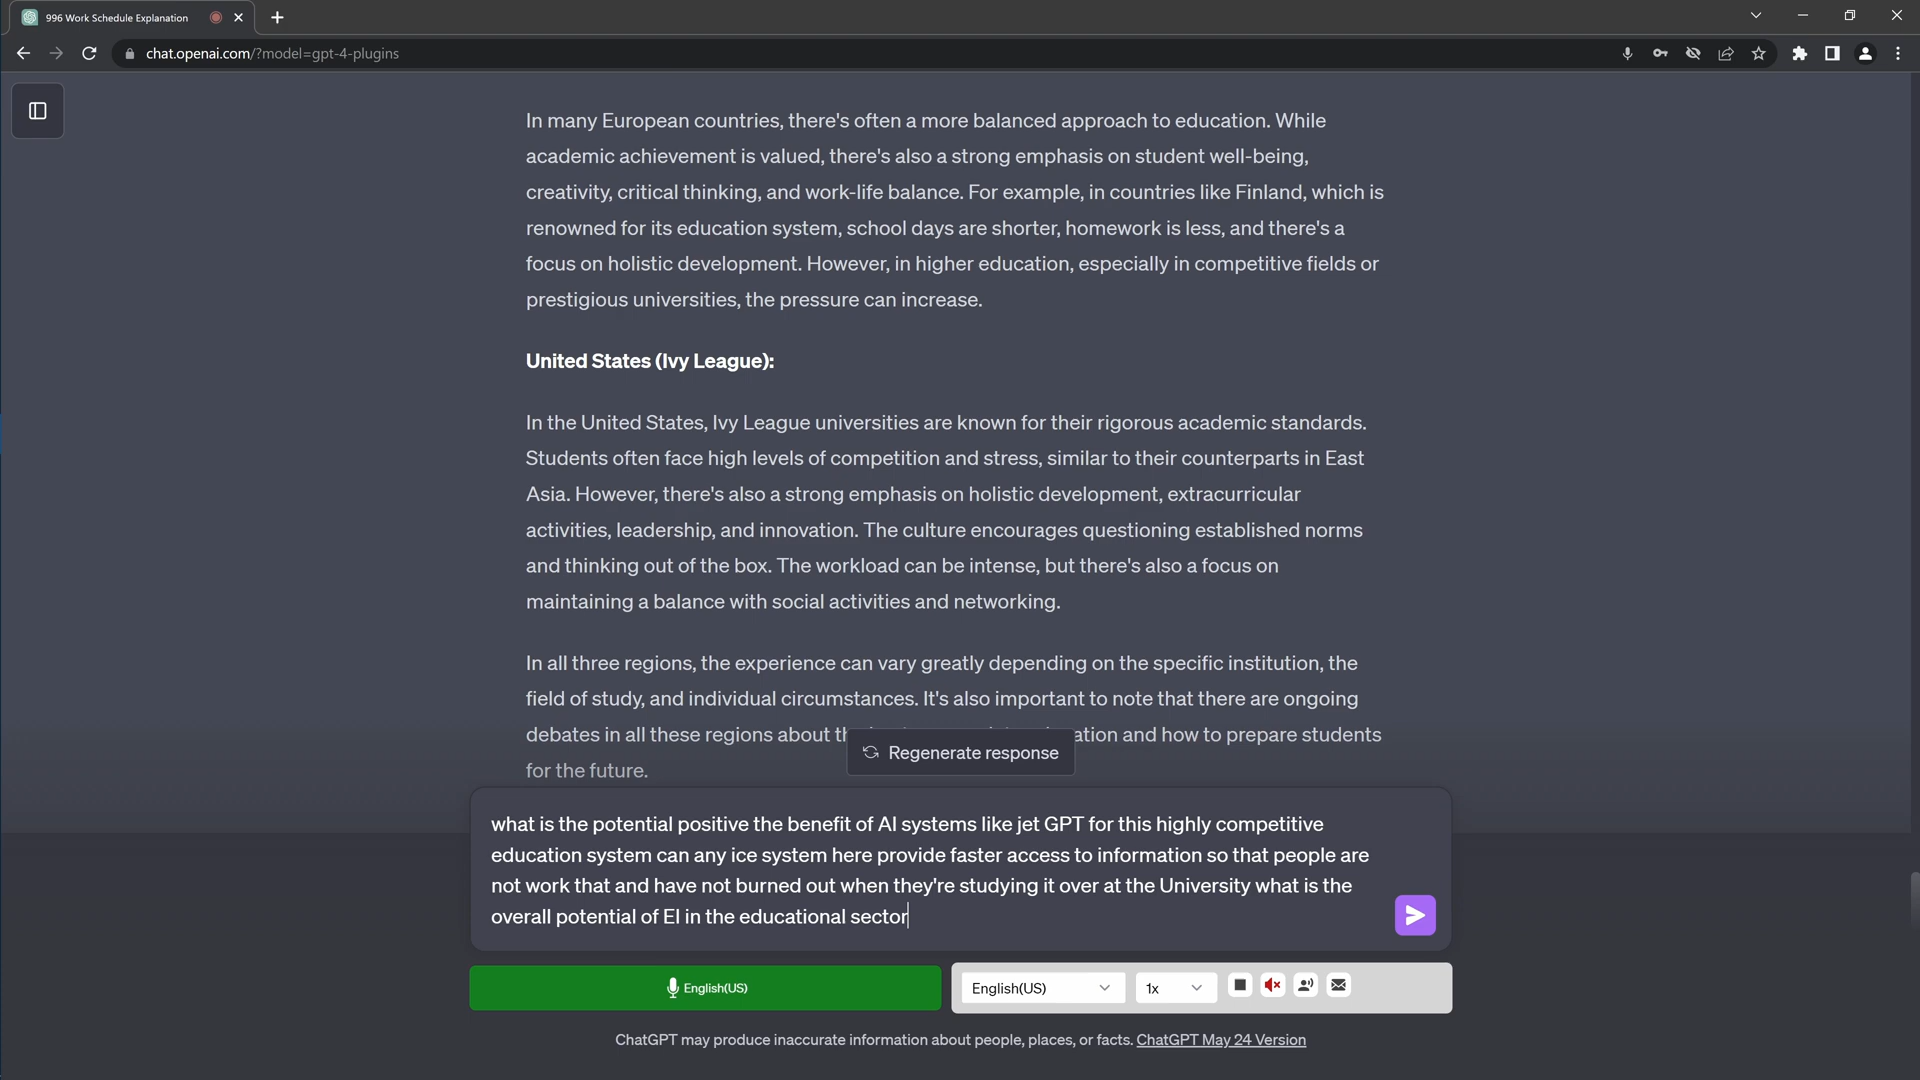 996 Work Schedule Explanation
chat.openai.com/?model=gpt-4-plugins
In many European countries, there's often a more balanced approach to education. While
academic achievement is valued, there's also a strong emphasis on student well-being,
creativity, critical thinking, and work-life balance. For example, in countries like Finland, which is
renowned for its education system, school days are shorter, homework is less, and there's a
focus on holistic development. However, in higher education, especially in competitive fields or
prestigious universities, the pressure can increase.
United States (Ivy League):
In the United States, Ivy League universities are known for their rigorous academic standards.
Students often face high levels of competition and stress, similar to their counterparts in East
Asia. However, there's also a strong emphasis on holistic development, extracurricular
activities, leadership, and innovation. The culture encourages questioning established norms
and thinking out of the box. The workload can be intense, but there's also a focus on
maintaining a balance with social activities and networking.
In all three regions, the experience can vary greatly depending on the specific institution, the
field of study, and individual circumstances. It's also important to note that there are ongoing
debates in all these regions about and how to prepare students
Regenerate response
for the future.
what is the potential positive the benefit of AI systems like jet GPT for this highly competitive
education system can any ice system here provide faster access to information so that people are
not work that and have not burned out when they're studying it over at the University what is the
overall potential of EI in the educational sector
English(US)
English(US) 1x
ChatGPT may produce inaccurate information about people, places, or facts. ChatGPT May 24 Version